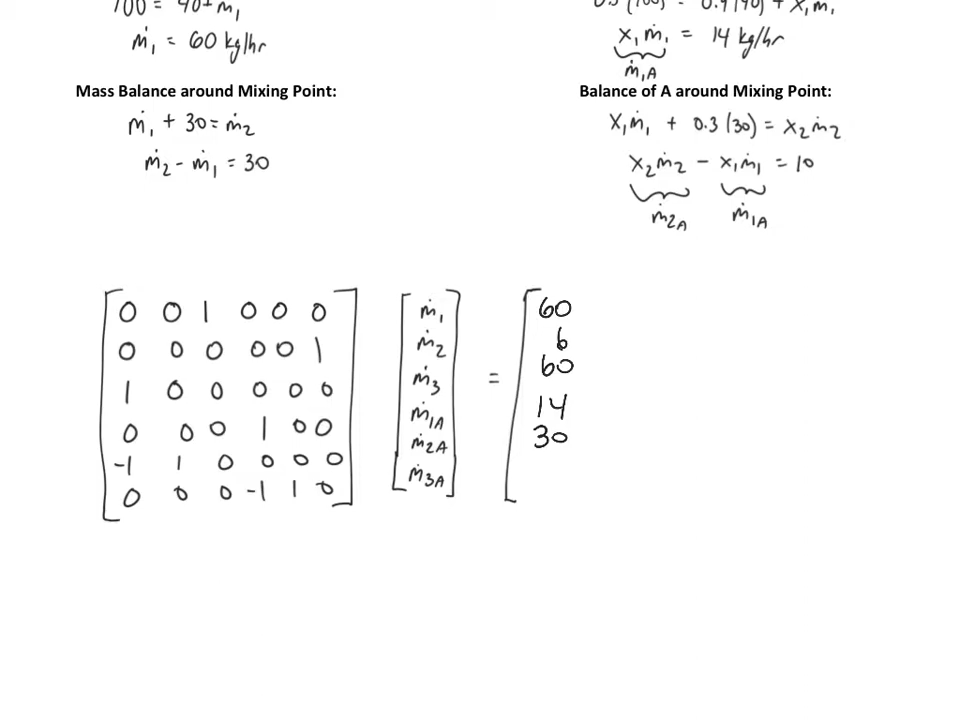 100 = 40 + ṁ₁
ṁ₁ = 60 kg/hr
x₁ṁ₁ = 14 kg/hr
ṁ₁A
Mass Balance around Mixing Point:
ṁ₁ + 30 = ṁ₂
ṁ₂ - ṁ₁ = 30
Balance of A around Mixing Point:
x₁ṁ₁ + 0.3 (30) = x₂ṁ₂
x₂ṁ₂ - x₁ṁ₁ = 10
ṁ₂A ṁ₁A
0 0 1 0 0 0 ṁ₁ 60
0 0 0 0 0 1 ṁ₂ 6
1 0 0 0 0 0 ṁ₃ = 60
0 0 0 1 0 0 ṁ₁A 14
-1 1 0 0 0 0 ṁ₂A 30
0 0 0 -1 1 0 ṁ₃A